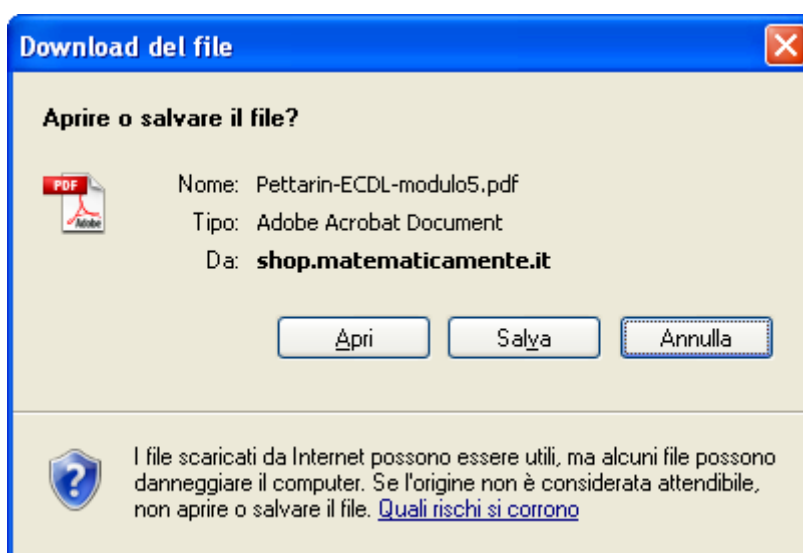 Download del file
Aprire o salvare il file?
PDF
Adobe
Nome: Pettarin-ECDL-modulo5.pdf
Tipo: Adobe Acrobat Document
Da: shop.matematicamente.it
Apri Salva Annulla
I file scaricati da Internet possono essere utili, ma alcuni file possono
danneggiare il computer. Se l'origine non è considerata attendibile,
non aprire o salvare il file. Quali rischi si corrono